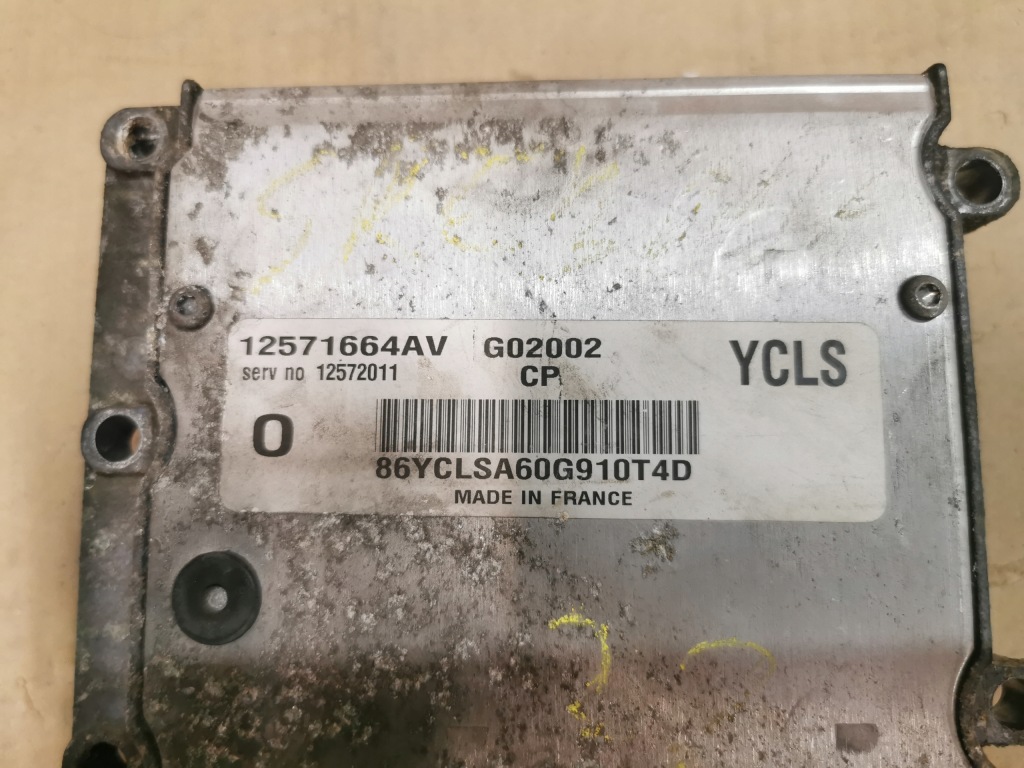 12571664AV G02002 YCLS
serv no 12572011 CP
O
86YCLSA60G910T4D
MADE IN FRANCE